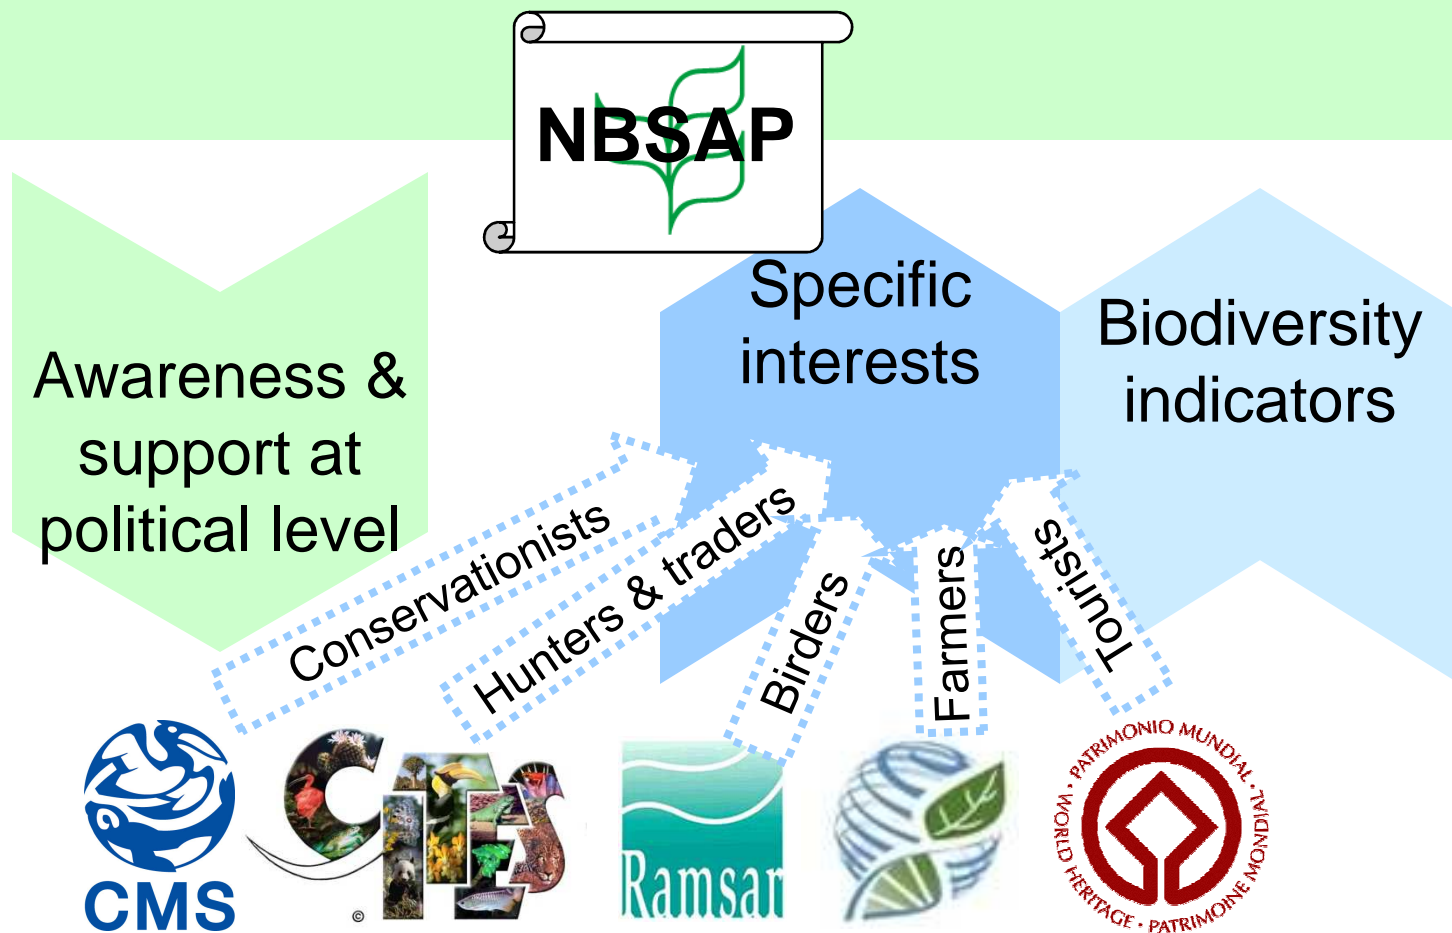 NBSAP
Awareness &
support at
political level
Specific
interests
Biodiversity
indicators
Conservationists
Hunters & traders
Birders
Farmers
Tourists
CMS
CITES
©
Ramsar
WORLD HERITAGE · PATRIMONIO MUNDIAL · PATRIMOINE MONDIAL ·